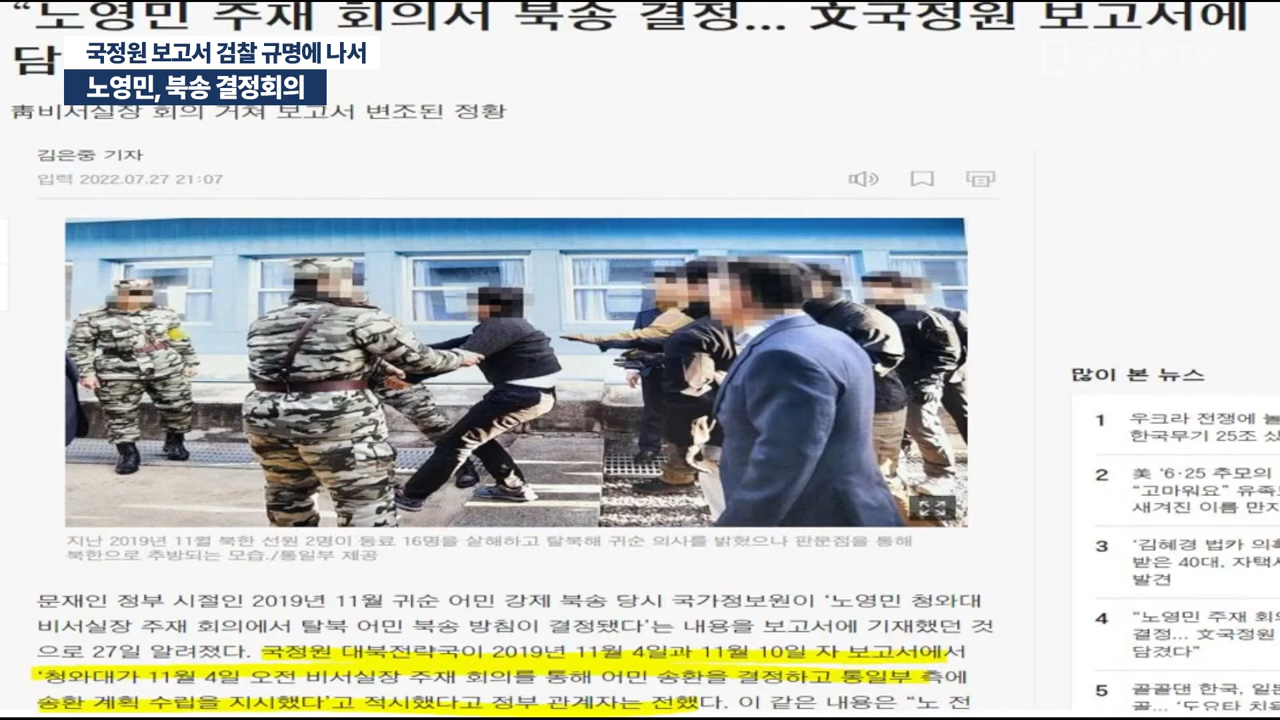 “노영민 주재 회의서 북송 결정... 文국정원 보고서에
담
국정원 보고서 검찰 규명에 나서
노영민, 북송 결정회의
靑비서실장 회의 거쳐 보고서 변조된 정황
김은중 기자
입력 2022.07.27 21:07
지난 2019년 11월 북한 선원 2명이 동료 16명을 살해하고 탈북해 귀순 의사를 밝혔으나 판문점을 통해
북한으로 추방되는 모습./통일부 제공
문재인 정부 시절인 2019년 11월 귀순 어민 강제 북송 당시 국가정보원이 ‘노영민 청와대
비서실장 주재 회의에서 탈북 어민 북송 방침이 결정됐다’는 내용을 보고서에 기재했던 것
으로 27일 알려졌다. 국정원 대북전략국이 2019년 11월 4일과 11월 10일 자 보고서에서
‘청와대가 11월 4일 오전 비서실장 주재 회의를 통해 어민 송환을 결정하고 통일부 측에
송환 계획 수립을 지시했다’고 적시했다고 정부 관계자는 전했다. 이 같은 내용은 “노 전
많이 본 뉴스
1 우크라 전쟁에 놀
한국무기 25조
2 美 ‘6·25 추모의
“고마워요” 유족
새겨진 이름 만지
3 ‘김혜경 법카 의혹
받은 40대, 자택서
발견
4 “노영민 주재 회의
결정... 文국정원
담겼다”
5 골골댄 한국, 일본
골... ‘도요타 치욕